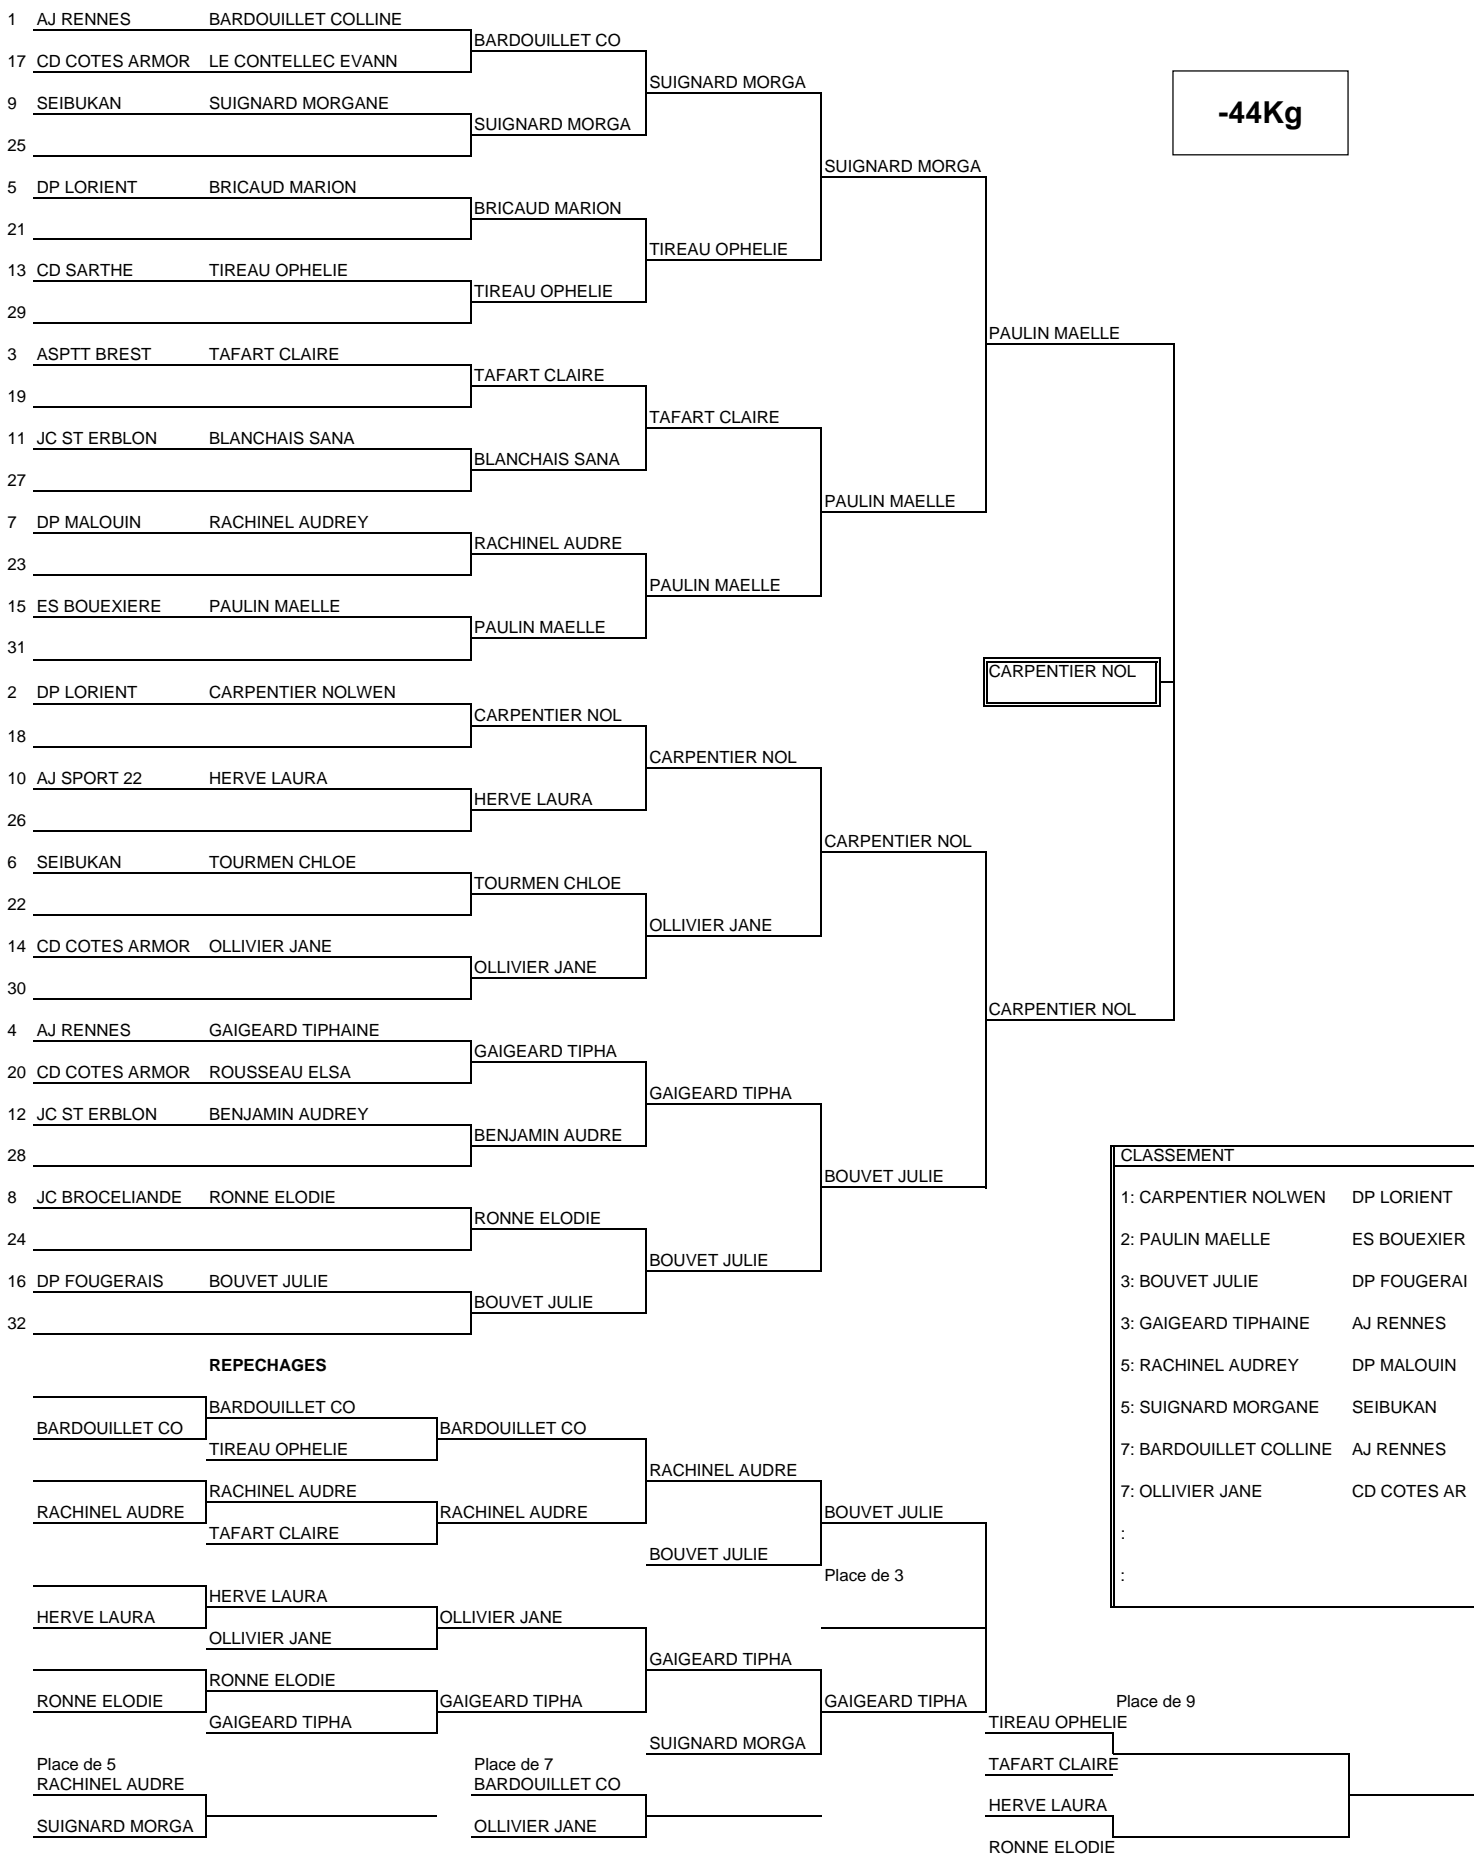 1 AJ RENNES BARDOUILLET COLLINE
BARDOUILLET CO
17 CD COTES ARMOR LE CONTELLEC EVANN
SUIGNARD MORGA
9 SEIBUKAN SUIGNARD MORGANE
-44Kg
SUIGNARD MORGA
25
SUIGNARD MORGA
5 DP LORIENT BRICAUD MARION
BRICAUD MARION
21
TIREAU OPHELIE
13 CD SARTHE TIREAU OPHELIE
TIREAU OPHELIE
29
PAULIN MAELLE
3 ASPTT BREST TAFART CLAIRE
TAFART CLAIRE
19
TAFART CLAIRE
11 JC ST ERBLON BLANCHAIS SANA
BLANCHAIS SANA
27
PAULIN MAELLE
7 DP MALOUIN RACHINEL AUDREY
RACHINEL AUDRE
23
PAULIN MAELLE
15 ES BOUEXIERE PAULIN MAELLE
PAULIN MAELLE
31
CARPENTIER NOL
2 DP LORIENT CARPENTIER NOLWEN
CARPENTIER NOL
18
CARPENTIER NOL
10 AJ SPORT 22 HERVE LAURA
HERVE LAURA
26
CARPENTIER NOL
6 SEIBUKAN TOURMEN CHLOE
TOURMEN CHLOE
22
OLLIVIER JANE
14 CD COTES ARMOR OLLIVIER JANE
OLLIVIER JANE
30
CARPENTIER NOL
4 AJ RENNES GAIGEARD TIPHAINE
GAIGEARD TIPHA
20 CD COTES ARMOR ROUSSEAU ELSA
GAIGEARD TIPHA
12 JC ST ERBLON BENJAMIN AUDREY
BENJAMIN AUDRE
28
BOUVET JULIE
8 JC BROCELIANDE RONNE ELODIE
RONNE ELODIE
24
BOUVET JULIE
16 DP FOUGERAIS BOUVET JULIE
BOUVET JULIE
32
CLASSEMENT
1: CARPENTIER NOLWEN DP LORIENT
2: PAULIN MAELLE ES BOUEXIER
3: BOUVET JULIE DP FOUGERAI
3: GAIGEARD TIPHAINE AJ RENNES
5: RACHINEL AUDREY DP MALOUIN
5: SUIGNARD MORGANE SEIBUKAN
7: BARDOUILLET COLLINE AJ RENNES
7: OLLIVIER JANE CD COTES AR
:
:
REPECHAGES
BARDOUILLET CO
BARDOUILLET CO BARDOUILLET CO
TIREAU OPHELIE
RACHINEL AUDRE
RACHINEL AUDRE
RACHINEL AUDRE RACHINEL AUDRE BOUVET JULIE
TAFART CLAIRE
BOUVET JULIE
Place de 3
HERVE LAURA
HERVE LAURA OLLIVIER JANE
OLLIVIER JANE
GAIGEARD TIPHA
RONNE ELODIE
RONNE ELODIE GAIGEARD TIPHA GAIGEARD TIPHA Place de 9
GAIGEARD TIPHA TIREAU OPHELIE
SUIGNARD MORGA
Place de 5 Place de 7 TAFART CLAIRE
RACHINEL AUDRE BARDOUILLET CO
HERVE LAURA
SUIGNARD MORGA OLLIVIER JANE
RONNE ELODIE